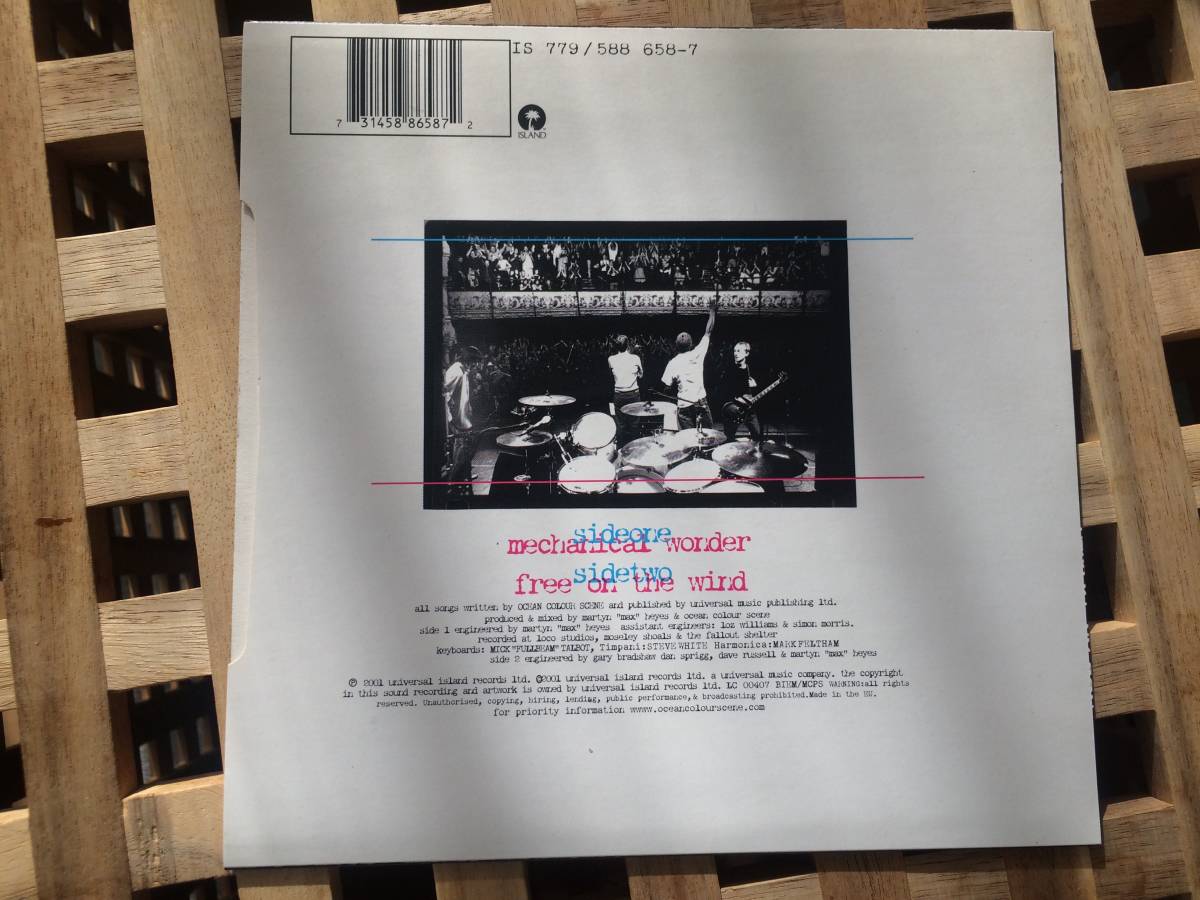 IS 779/588 658-7
7 31458 86587 2
ISLAND
sideone
mechanical wonder
sidetwo
free on the wind
all songs written by OCEAN COLOUR SCENE and published by universal music publishing ltd.
produced & mixed by martyn "max" heyes & ocean colour scene
side 1 engineered by martyn "max" heyes assistant engineers: loz williams & simon morris.
recorded at loco studios, moseley shoals & the fallout shelter
keyboards: MICK "FULLBEAM" TALBOT, Timpani:STEVE WHITE Harmonica:MARK FELTHAM
side 2 engineered by gary bradshaw dan sprigg, dave russell & martyn "max" heyes
℗ 2001 universal island records ltd. ©2001 universal island records ltd. a universal music company. the copyright
in this sound recording and artwork is owned by universal island records ltd. LC 00407 BIEM/MCPS WARNING:all rights
reserved. Unauthorised, copying, hiring, lending, public performance,& broadcasting prohibited.Made in the EU.
for priority information www.oceancolourscene.com